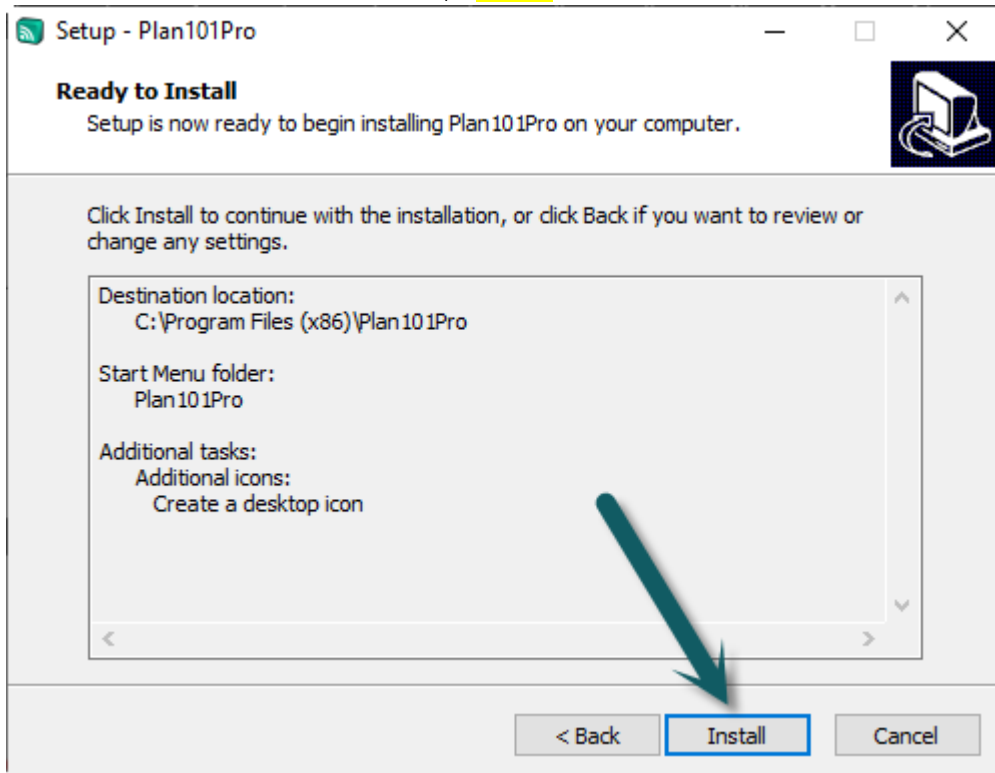 Setup - Plan101Pro
Ready to Install
Setup is now ready to begin installing Plan101Pro on your computer.
Click Install to continue with the installation, or click Back if you want to review or
change any settings.
Destination location:
C:\Program Files (x86)\Plan101Pro
Start Menu folder:
Plan101Pro
Additional tasks:
Additional icons:
Create a desktop icon
< Back
Install
Cancel